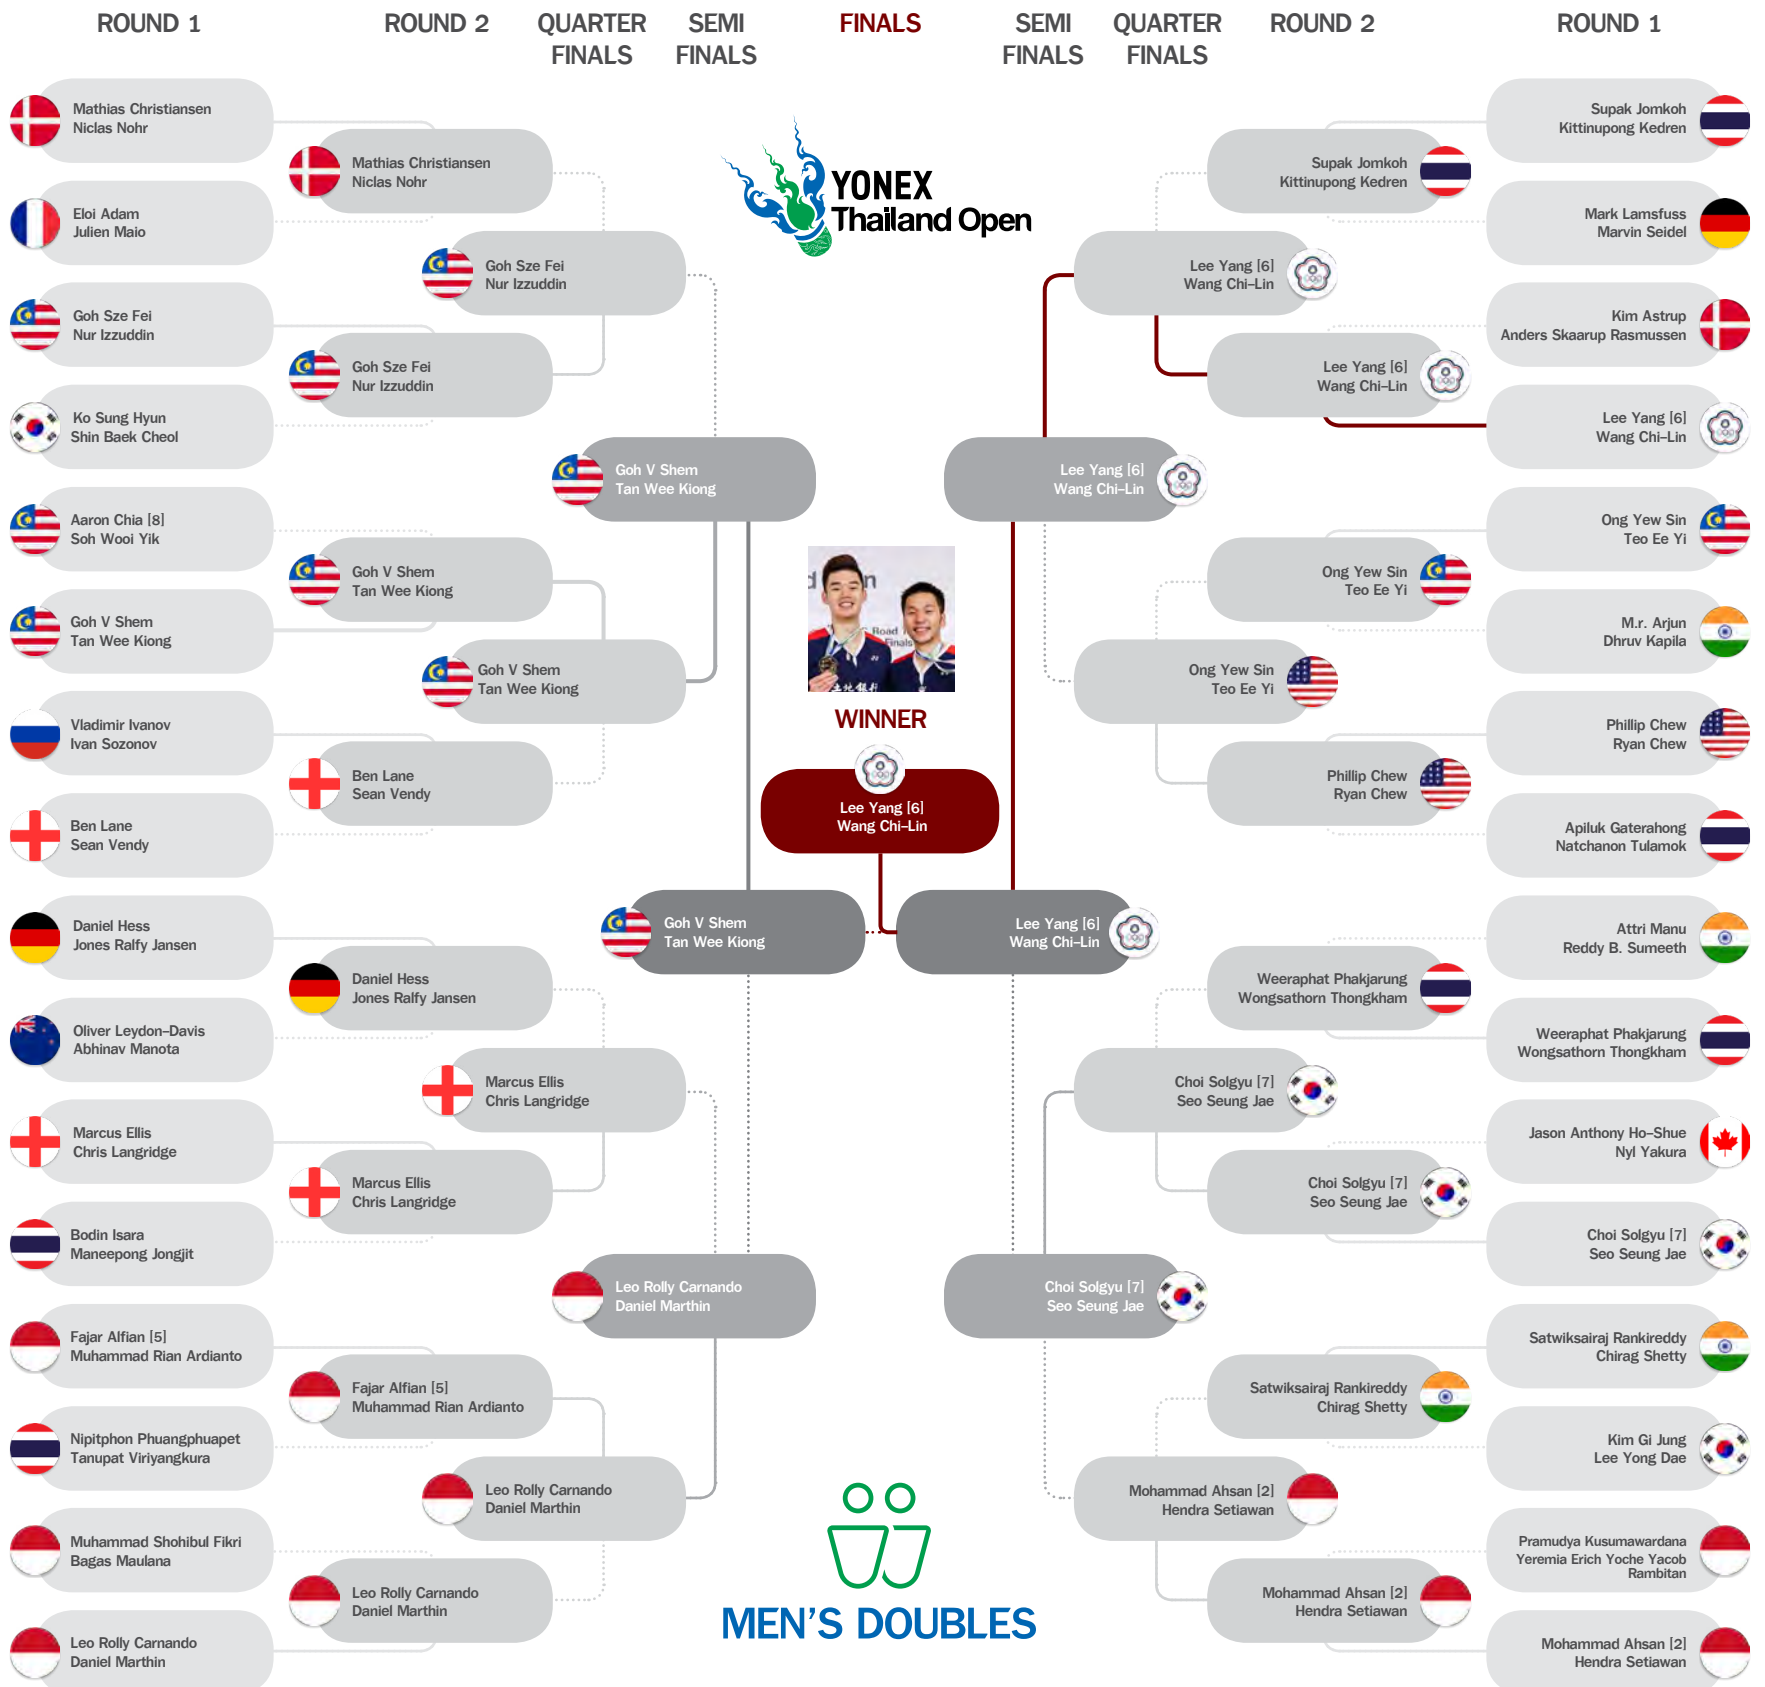 ROUND 1
ROUND 2
QUARTER
FINALS
SEMI
FINALS
FINALS
SEMI
FINALS
QUARTER
FINALS
ROUND 2
ROUND 1
Mathias Christiansen
Niclas Nohr
Eloi Adam
Julien Maio
Goh Sze Fei
Nur Izzuddin
Ko Sung Hyun
Shin Baek Cheol
Aaron Chia [8]
Soh Wooi Yik
Goh V Shem
Tan Wee Kiong
Vladimir Ivanov
Ivan Sozonov
Ben Lane
Sean Vendy
Daniel Hess
Jones Ralfy Jansen
Oliver Leydon–Davis
Abhinav Manota
Marcus Ellis
Chris Langridge
Bodin Isara
Maneepong Jongjit
Fajar Alfian [5]
Muhammad Rian Ardianto
Nipitphon Phuangphuapet
Tanupat Viriyangkura
Muhammad Shohibul Fikri
Bagas Maulana
Leo Rolly Carnando
Daniel Marthin
Mathias Christiansen
Niclas Nohr
Goh Sze Fei
Nur Izzuddin
Goh V Shem
Tan Wee Kiong
Ben Lane
Sean Vendy
Daniel Hess
Jones Ralfy Jansen
Marcus Ellis
Chris Langridge
Fajar Alfian [5]
Muhammad Rian Ardianto
Leo Rolly Carnando
Daniel Marthin
Goh Sze Fei
Nur Izzuddin
Goh V Shem
Tan Wee Kiong
Marcus Ellis
Chris Langridge
Leo Rolly Carnando
Daniel Marthin
Goh V Shem
Tan Wee Kiong
Leo Rolly Carnando
Daniel Marthin
Goh V Shem
Tan Wee Kiong
YONEX
Thailand Open
Road
Finals
土地銀行
WINNER
Lee Yang [6]
Wang Chi–Lin
MEN'S DOUBLES
Lee Yang [6]
Wang Chi–Lin
Lee Yang [6]
Wang Chi–Lin
Choi Solgyu [7]
Seo Seung Jae
Lee Yang [6]
Wang Chi–Lin
Ong Yew Sin
Teo Ee Yi
Choi Solgyu [7]
Seo Seung Jae
Mohammad Ahsan [2]
Hendra Setiawan
Supak Jomkoh
Kittinupong Kedren
Lee Yang [6]
Wang Chi–Lin
Ong Yew Sin
Teo Ee Yi
Phillip Chew
Ryan Chew
Weeraphat Phakjarung
Wongsathorn Thongkham
Choi Solgyu [7]
Seo Seung Jae
Satwiksairaj Rankireddy
Chirag Shetty
Mohammad Ahsan [2]
Hendra Setiawan
Supak Jomkoh
Kittinupong Kedren
Mark Lamsfuss
Marvin Seidel
Kim Astrup
Anders Skaarup Rasmussen
Lee Yang [6]
Wang Chi–Lin
Ong Yew Sin
Teo Ee Yi
M.r. Arjun
Dhruv Kapila
Phillip Chew
Ryan Chew
Apiluk Gaterahong
Natchanon Tulamok
Attri Manu
Reddy B. Sumeeth
Weeraphat Phakjarung
Wongsathorn Thongkham
Jason Anthony Ho–Shue
Nyl Yakura
Choi Solgyu [7]
Seo Seung Jae
Satwiksairaj Rankireddy
Chirag Shetty
Kim Gi Jung
Lee Yong Dae
Pramudya Kusumawardana
Yeremia Erich Yoche Yacob
Rambitan
Mohammad Ahsan [2]
Hendra Setiawan